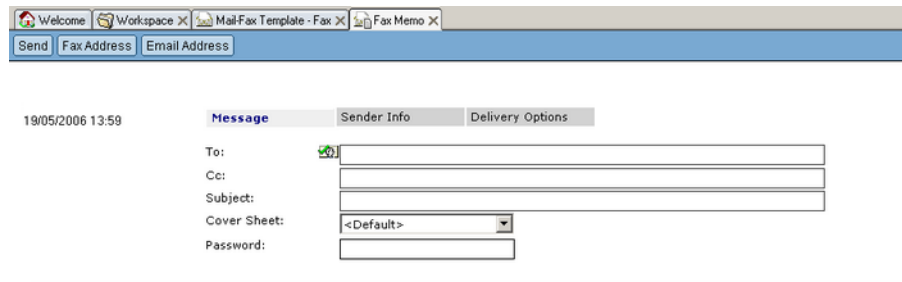 Welcome Workspace Mail-Fax Template - Fax Fax Memo
Send Fax Address Email Address
19/05/2006 13:59 Message Sender Info Delivery Options
To:
Cc:
Subject:
Cover Sheet: <Default>
Password: